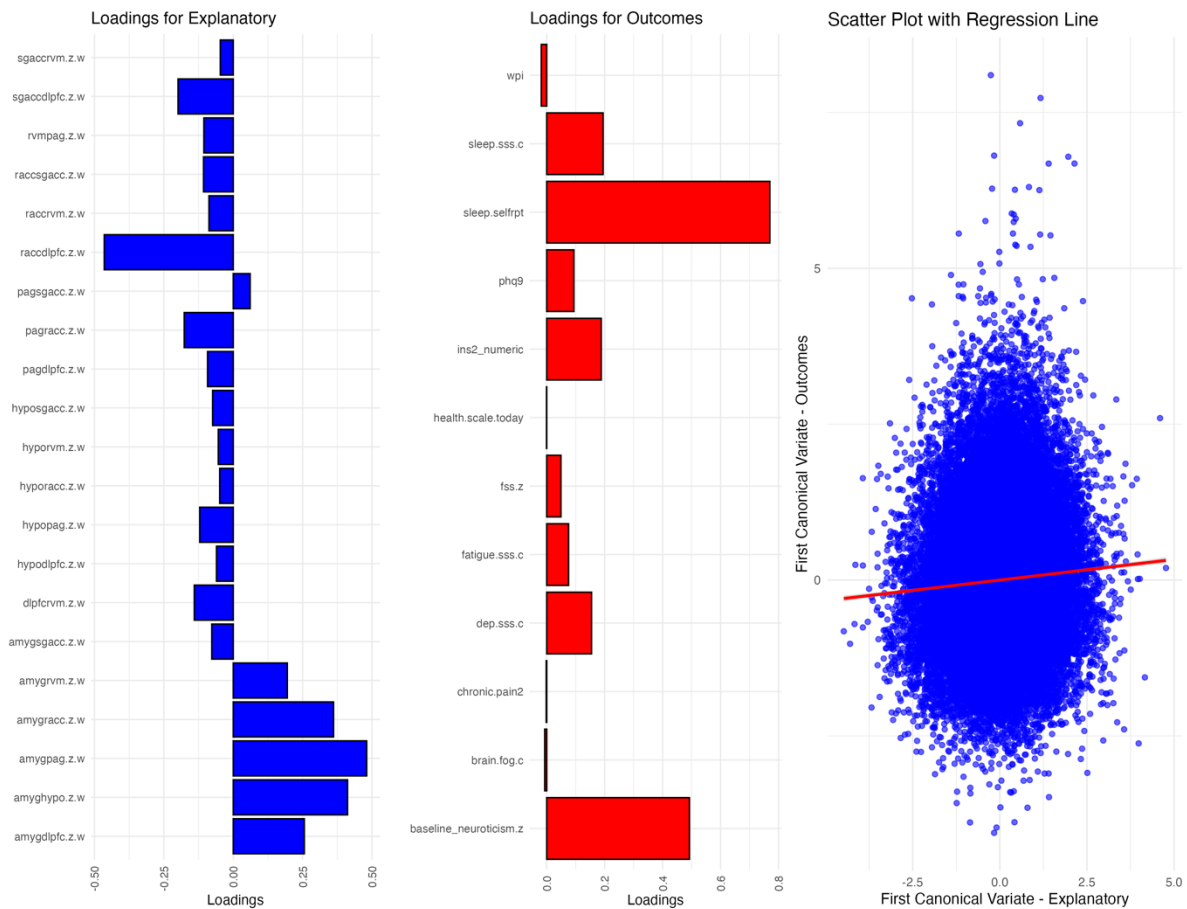 Loadings for Explanatory
sgaccrvm.z.w
sgaccdlpfc.z.w
rvmpag.z.w
raccsgacc.z.w
raccrvm.z.w
raccdlpfc.z.w
pagsgacc.z.w
pagracc.z.w
pagdlpfc.z.w
hyposgacc.z.w
hyporvm.z.w
hyporacc.z.w
hypopag.z.w
hypodlpfc.z.w
dlpfcrvm.z.w
amygsgacc.z.w
amygrvm.z.w
amygracc.z.w
amygpag.z.w
amyghypo.z.w
amygdlpfc.z.w
-0.50
-0.25
0.00
0.25
0.50
Loadings
Loadings for Outcomes
wpi
sleep.sss.c
sleep.selfrpt
phq9
ins2_numeric
health.scale.today
fss.z
fatigue.sss.c
dep.sss.c
chronic.pain2
brain.fog.c
baseline_neuroticism.z
0.0
0.2
0.4
0.6
0.8
Loadings
Scatter Plot with Regression Line
First Canonical Variate - Outcomes
5
0
-2.5
0.0
2.5
5.0
First Canonical Variate - Explanatory